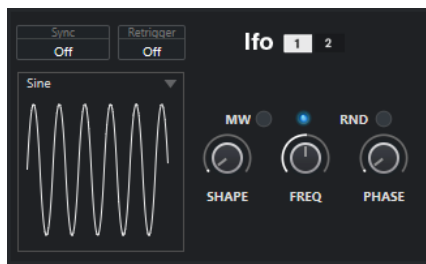 Sync
Off
Retrigger
Off
lfo 1 2
Sine
MW RND
SHAPE FREQ PHASE